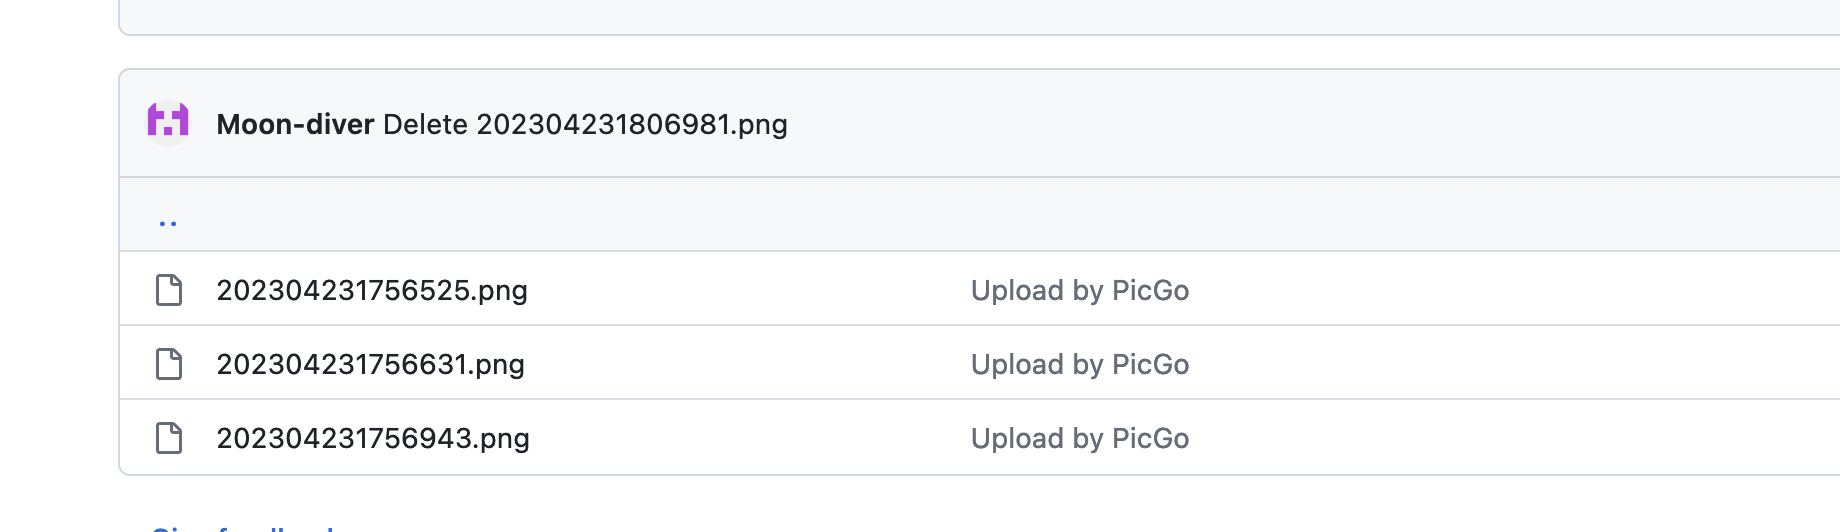 Moon-diver Delete 202304231806981.png
..
202304231756525.png Upload by PicGo
202304231756631.png Upload by PicGo
202304231756943.png Upload by PicGo